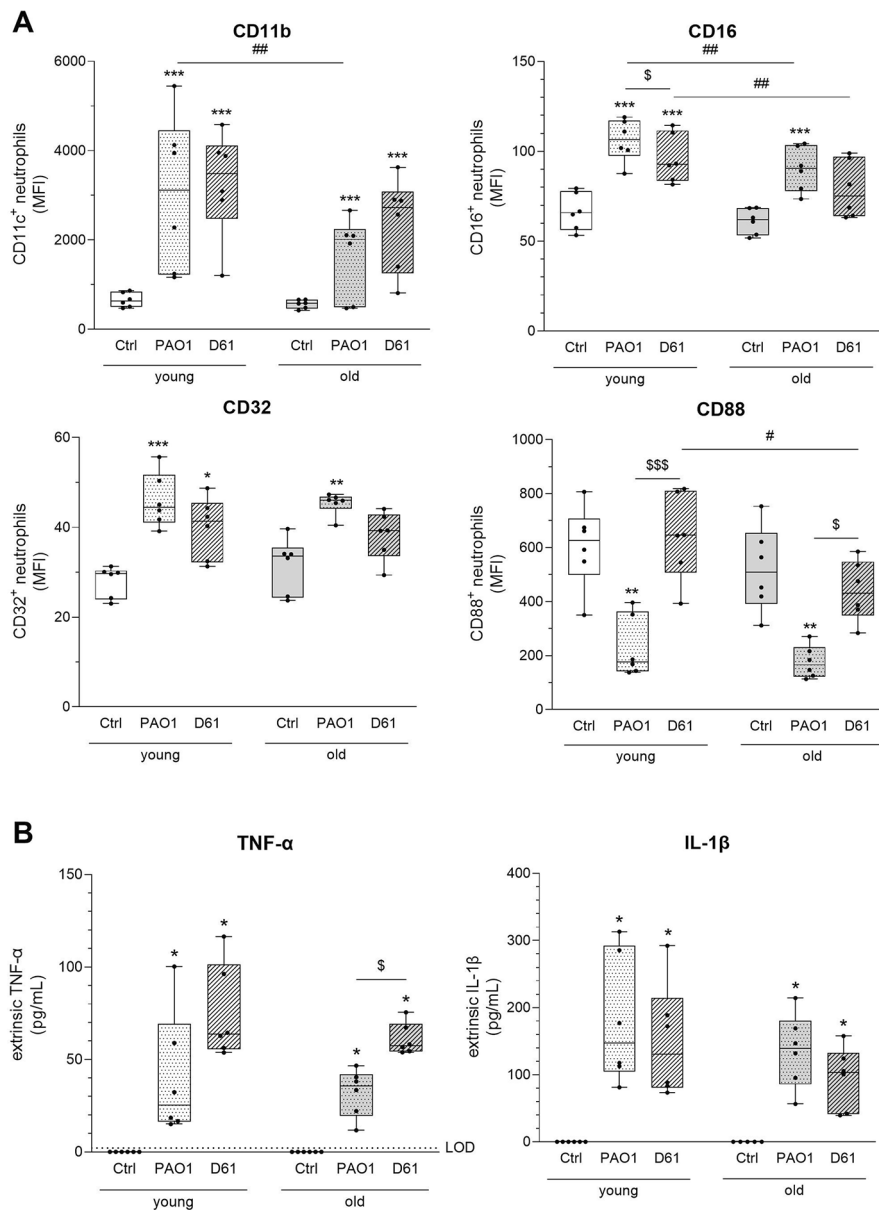 A
CD11b
##
6000
4000
2000
0
CD11c+ neutrophils
(MFI)
***
***
***
***
Ctrl PAO1 D61 Ctrl PAO1 D61
young old
CD16
##
$
##
150
100
50
0
CD16+ neutrophils
(MFI)
***
***
***
Ctrl PAO1 D61 Ctrl PAO1 D61
young old
CD32
60
40
20
0
CD32+ neutrophils
(MFI)
***
*
**
Ctrl PAO1 D61 Ctrl PAO1 D61
young old
CD88
#
$$$
$
1000
800
600
400
200
0
CD88+ neutrophils
(MFI)
**
**
Ctrl PAO1 D61 Ctrl PAO1 D61
young old
B
TNF-α
150
100
50
0
extrinsic TNF-α
(pg/mL)
*
*
$
*
*
LOD
Ctrl PAO1 D61 Ctrl PAO1 D61
young old
IL-1β
400
300
200
100
0
extrinsic IL-1β
(pg/mL)
*
*
*
*
Ctrl PAO1 D61 Ctrl PAO1 D61
young old